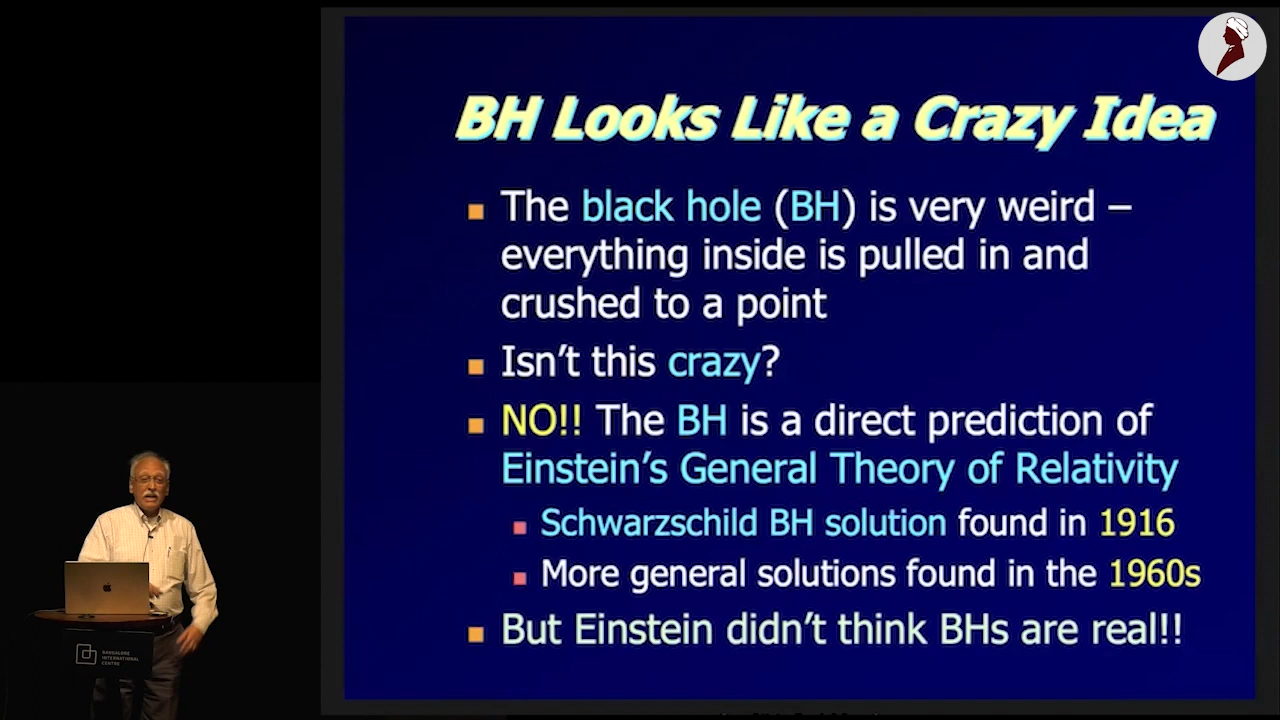 BH Looks Like a Crazy Idea
The black hole (BH) is very weird –
everything inside is pulled in and
crushed to a point
Isn't this crazy?
NO!! The BH is a direct prediction of
Einstein's General Theory of Relativity
Schwarzschild BH solution found in 1916
More general solutions found in the 1960s
But Einstein didn't think BHs are real!!
BANGALORE
INTERNATIONAL
CENTRE